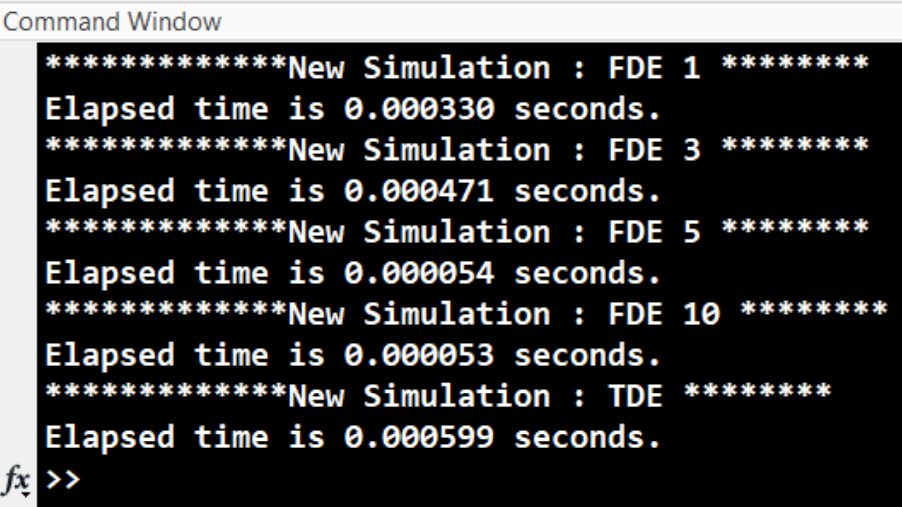 Command Window
*************New Simulation : FDE 1 ********
Elapsed time is 0.000330 seconds.
*************New Simulation : FDE 3 ********
Elapsed time is 0.000471 seconds.
*************New Simulation : FDE 5 ********
Elapsed time is 0.000054 seconds.
*************New Simulation : FDE 10 ********
Elapsed time is 0.000053 seconds.
*************New Simulation : TDE ********
Elapsed time is 0.000599 seconds.
fx >>